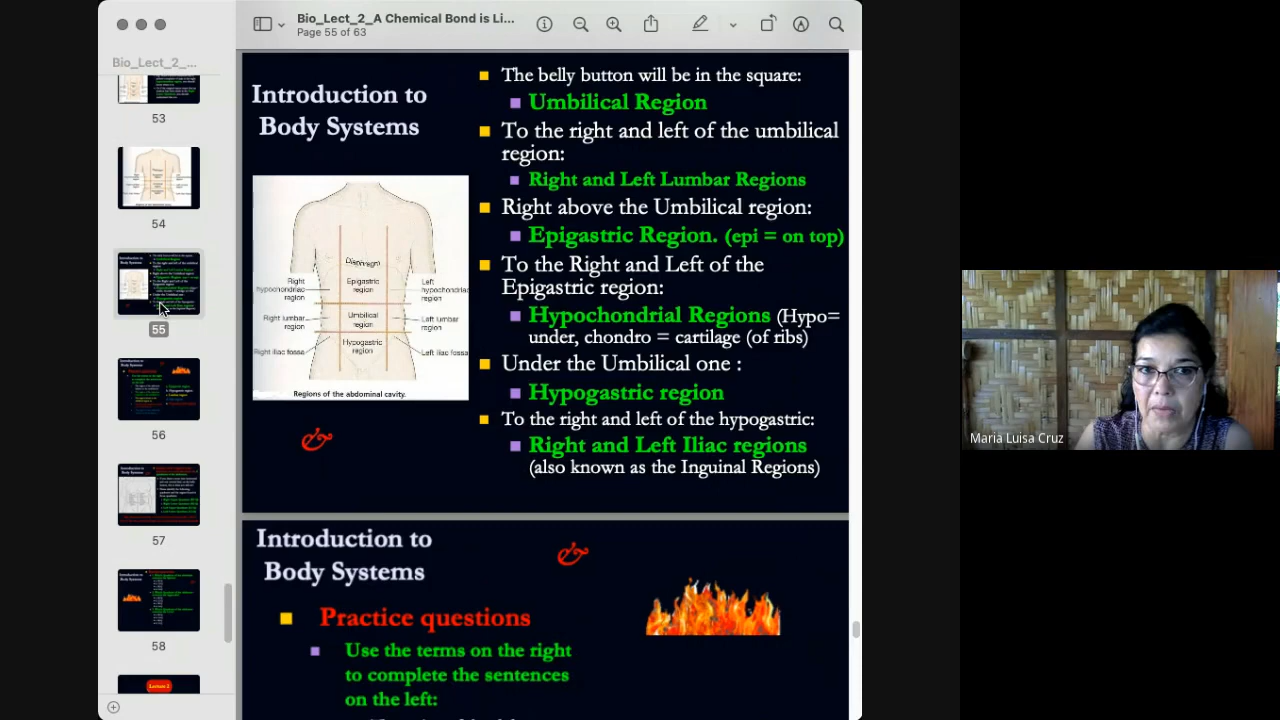 Bio_Lect_2_A Chemical Bond is Li...
Page 55 of 63
Bio_Lect_2_...
53
54
55
56
57
58
Lecture 3
Introduction to
Body Systems
The belly button will be in the square:
Umbilical Region
To the right and left of the umbilical
region:
Right and Left Lumbar Regions
Right above the Umbilical region:
Epigastric Region. (epi = on top)
To the Right and Left of the
Epigastric region:
Hypochondrial Regions (Hypo=
under, chondro = cartilage (of ribs)
Under the Umbilical one :
Hypogastric region
To the right and left of the hypogastric:
Right and Left Iliac regions
(also known as the Inguinal Regions)
Diaphragm
Right
hypochondriac
region
Epigastric
region
Left
hypochondriac
region
Right lumbar
region
Umbilical
region
Left lumbar
region
Right iliac fossa
Hypogastric
region
Left iliac fossa
Regions of the abdominal cavity.
&
Introduction to
Body Systems
&
Practice questions
Use the terms on the right
to complete the sentences
on the left:
Maria Luisa Cruz